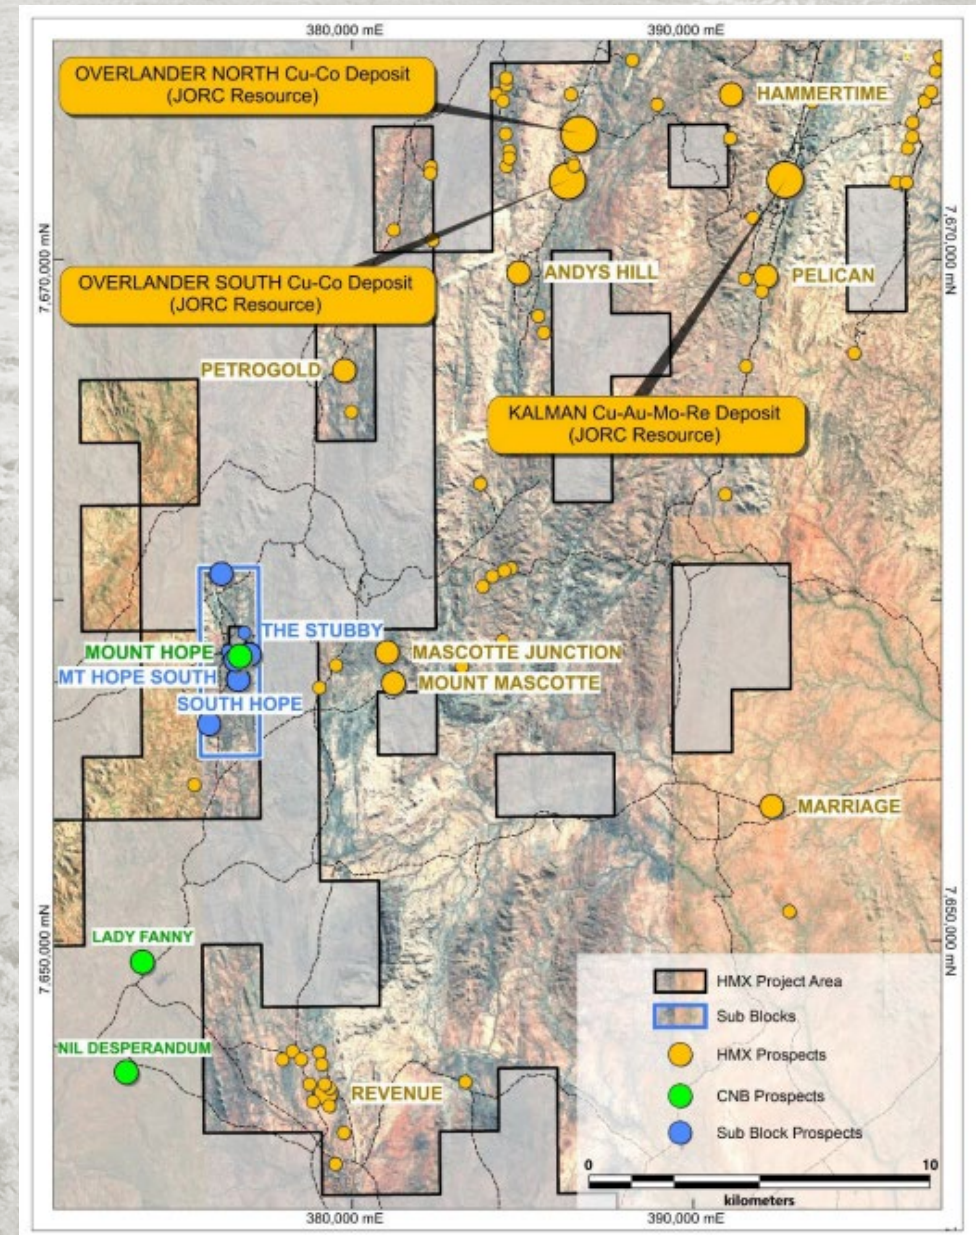 380,000 mE
390,000 mE
OVERLANDER NORTH Cu-Co Deposit
(JORC Resource)
HAMMERTIME
7,670,000 mN
7,670,000 mN
OVERLANDER SOUTH Cu-Co Deposit
(JORC Resource)
ANDYS HILL
PELICAN
PETROGOLD
KALMAN Cu-Au-Mo-Re Deposit
(JORC Resource)
THE STUBBY
MOUNT HOPE
MASCOTTE JUNCTION
MT HOPE SOUTH
MOUNT MASCOTTE
SOUTH HOPE
MARRIAGE
7,650,000 mN
7,650,000 mN
LADY FANNY
NIL DESPERANDUM
REVENUE
HMX Project Area
Sub Blocks
HMX Prospects
CNB Prospects
Sub Block Prospects
0
10
kilometers
380,000 mE
390,000 mE